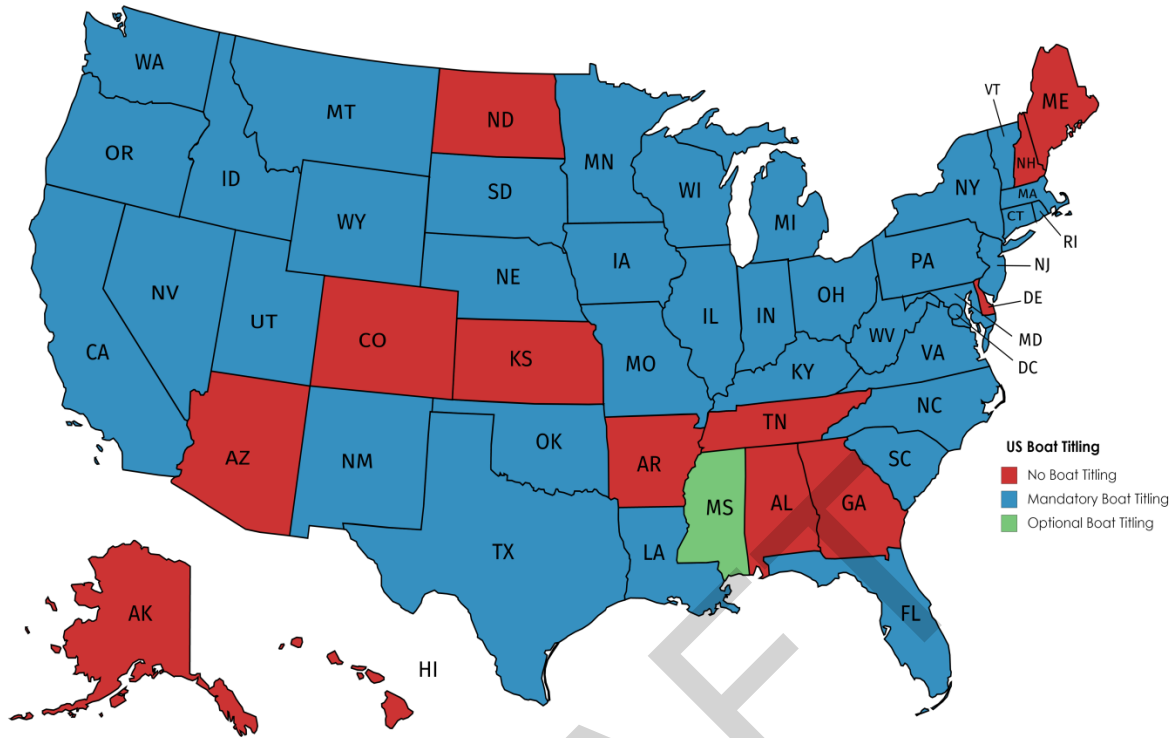 WA
MT
ND
MN
VT
ME
OR
ID
SD
WI
NH
WY
MI
NY
MA
CT
RI
IA
NE
PA
NJ
NV
UT
IL
IN
OH
DE
CA
CO
KS
MO
WV
VA
MD
DC
KY
NC
TN
AZ
NM
OK
AR
SC
MS
AL
GA
TX
LA
FL
AK
HI
US Boat Titling
No Boat Titling
Mandatory Boat Titling
Optional Boat Titling